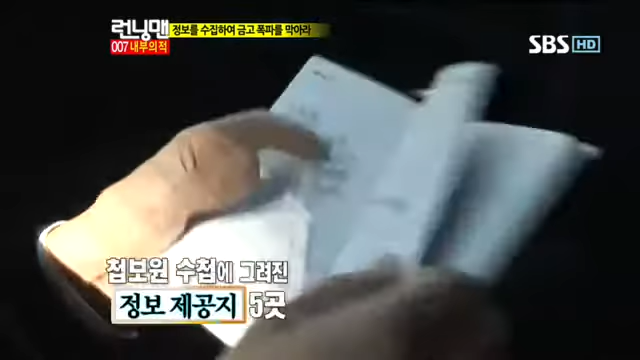 런닝맨 정보를 수집하여 금고 폭파를 막아라
007 내부의적
SBS HD
첩보원 수첩에 그려진
정보 제공지 5곳